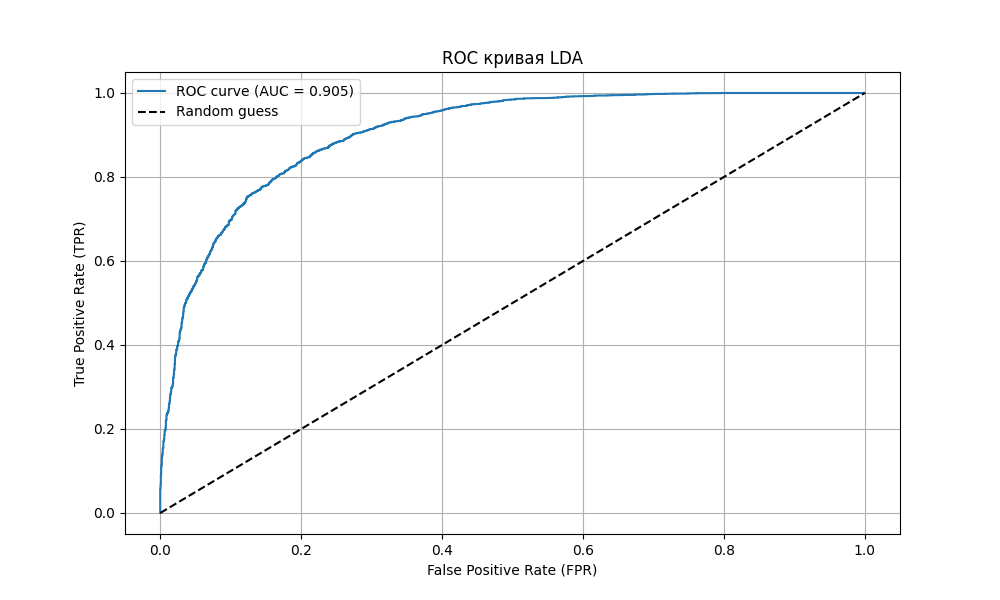 ROC кривая LDA
ROC curve (AUC = 0.905)
Random guess
True Positive Rate (TPR)
1.0
0.8
0.6
0.4
0.2
0.0
0.0 0.2 0.4 0.6 0.8 1.0
False Positive Rate (FPR)